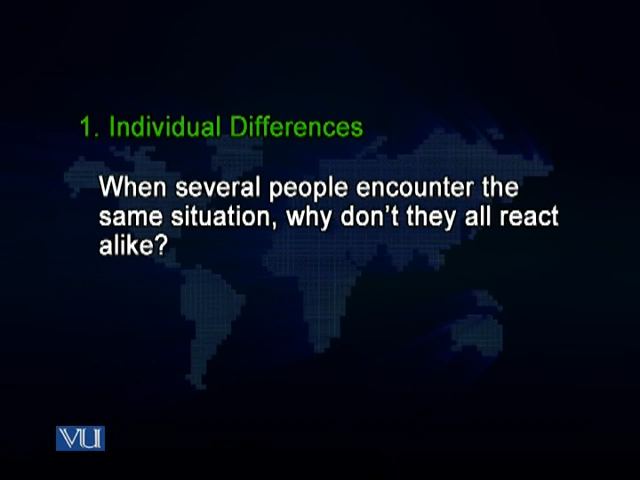 1. Individual Differences
When several people encounter the
same situation, why don't they all react
alike?
VU